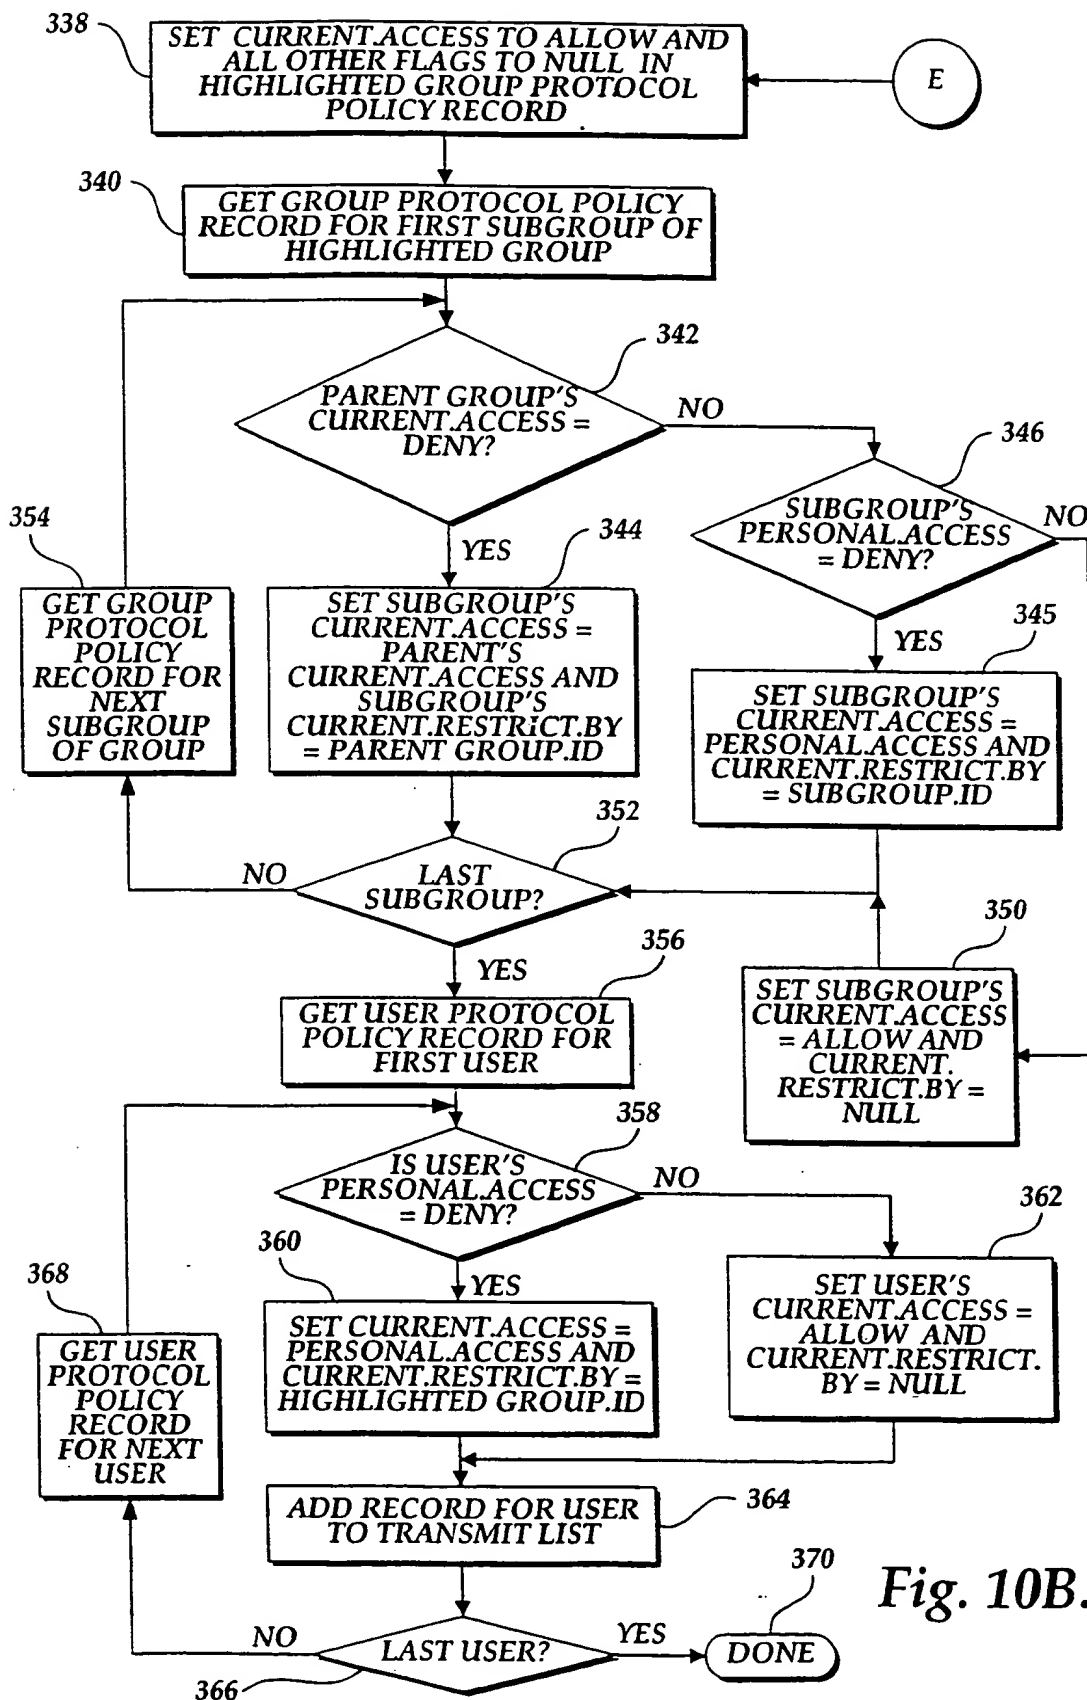 338
SET CURRENT.ACCESS TO ALLOW AND
ALL OTHER FLAGS TO NULL IN
HIGHLIGHTED GROUP PROTOCOL
POLICY RECORD
E
340
GET GROUP PROTOCOL POLICY
RECORD FOR FIRST SUBGROUP OF
HIGHLIGHTED GROUP
342
PARENT GROUP'S
CURRENT.ACCESS =
DENY?
NO
346
SUBGROUP'S
PERSONAL.ACCESS
= DENY?
NO
YES
354
GET GROUP
PROTOCOL
POLICY
RECORD FOR
NEXT
SUBGROUP
OF GROUP
344
SET SUBGROUP'S
CURRENT.ACCESS =
PARENT'S
CURRENT.ACCESS AND
SUBGROUP'S
CURRENT.RESTRICT.BY
= PARENT GROUP.ID
YES
345
SET SUBGROUP'S
CURRENT.ACCESS =
PERSONAL.ACCESS AND
CURRENT.RESTRICT.BY
= SUBGROUP.ID
352
LAST
SUBGROUP?
NO
YES
350
SET SUBGROUP'S
CURRENT.ACCESS
= ALLOW AND
CURRENT.
RESTRICT.BY =
NULL
356
GET USER PROTOCOL
POLICY RECORD FOR
FIRST USER
358
IS USER'S
PERSONAL.ACCESS
= DENY?
NO
YES
362
SET USER'S
CURRENT.ACCESS =
ALLOW AND
CURRENT.RESTRICT.
BY = NULL
360
SET CURRENT.ACCESS =
PERSONAL.ACCESS AND
CURRENT.RESTRICT.BY =
HIGHLIGHTED GROUP.ID
368
GET USER
PROTOCOL
POLICY
RECORD
FOR NEXT
USER
364
ADD RECORD FOR USER
TO TRANSMIT LIST
366
LAST USER?
NO
YES
370
DONE
Fig. 10B.